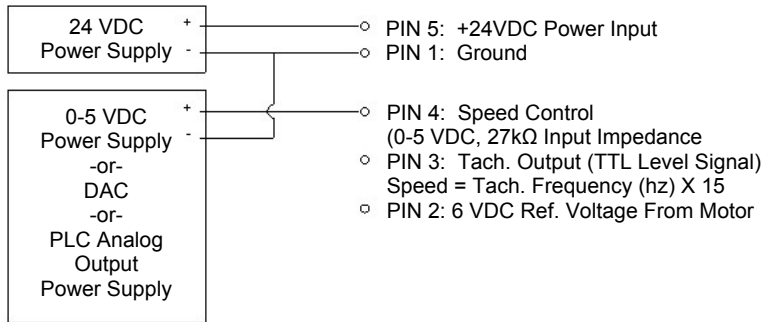 24 VDC +
Power Supply -
PIN 5: +24VDC Power Input
PIN 1: Ground
0-5 VDC +
Power Supply -
-or-
DAC
-or-
PLC Analog
Output
Power Supply
PIN 4: Speed Control
(0-5 VDC, 27kΩ Input Impedance
PIN 3: Tach. Output (TTL Level Signal)
Speed = Tach. Frequency (hz) X 15
PIN 2: 6 VDC Ref. Voltage From Motor